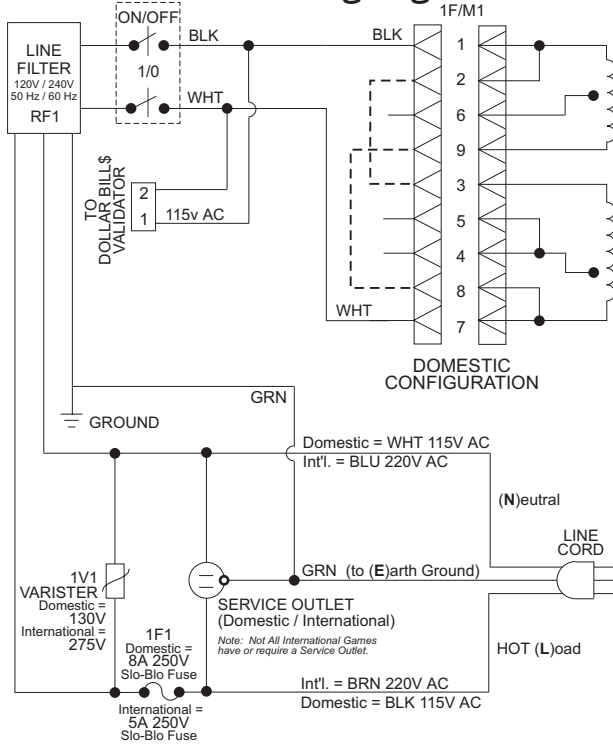 1F/M1
ON/OFF
1/0
LINE
FILTER
120V / 240V
50 Hz / 60 Hz
RF1
BLK
WHT
BLK
1
2
6
9
3
5
4
8
7
WHT
TO
DOLLAR BILL$
VALIDATOR
2
1
115v AC
DOMESTIC
CONFIGURATION
GRN
GROUND
Domestic = WHT 115V AC
Int'l. = BLU 220V AC
(N)eutral
LINE
CORD
GRN (to (E)arth Ground)
1V1
VARISTER
Domestic =
130V
International =
275V
SERVICE OUTLET
(Domestic / International)
Note: Not All International Games
have or require a Service Outlet.
HOT (L)oad
1F1
Domestic =
8A 250V
Slo-Blo Fuse
International =
5A 250V
Slo-Blo Fuse
Int'l. = BRN 220V AC
Domestic = BLK 115V AC